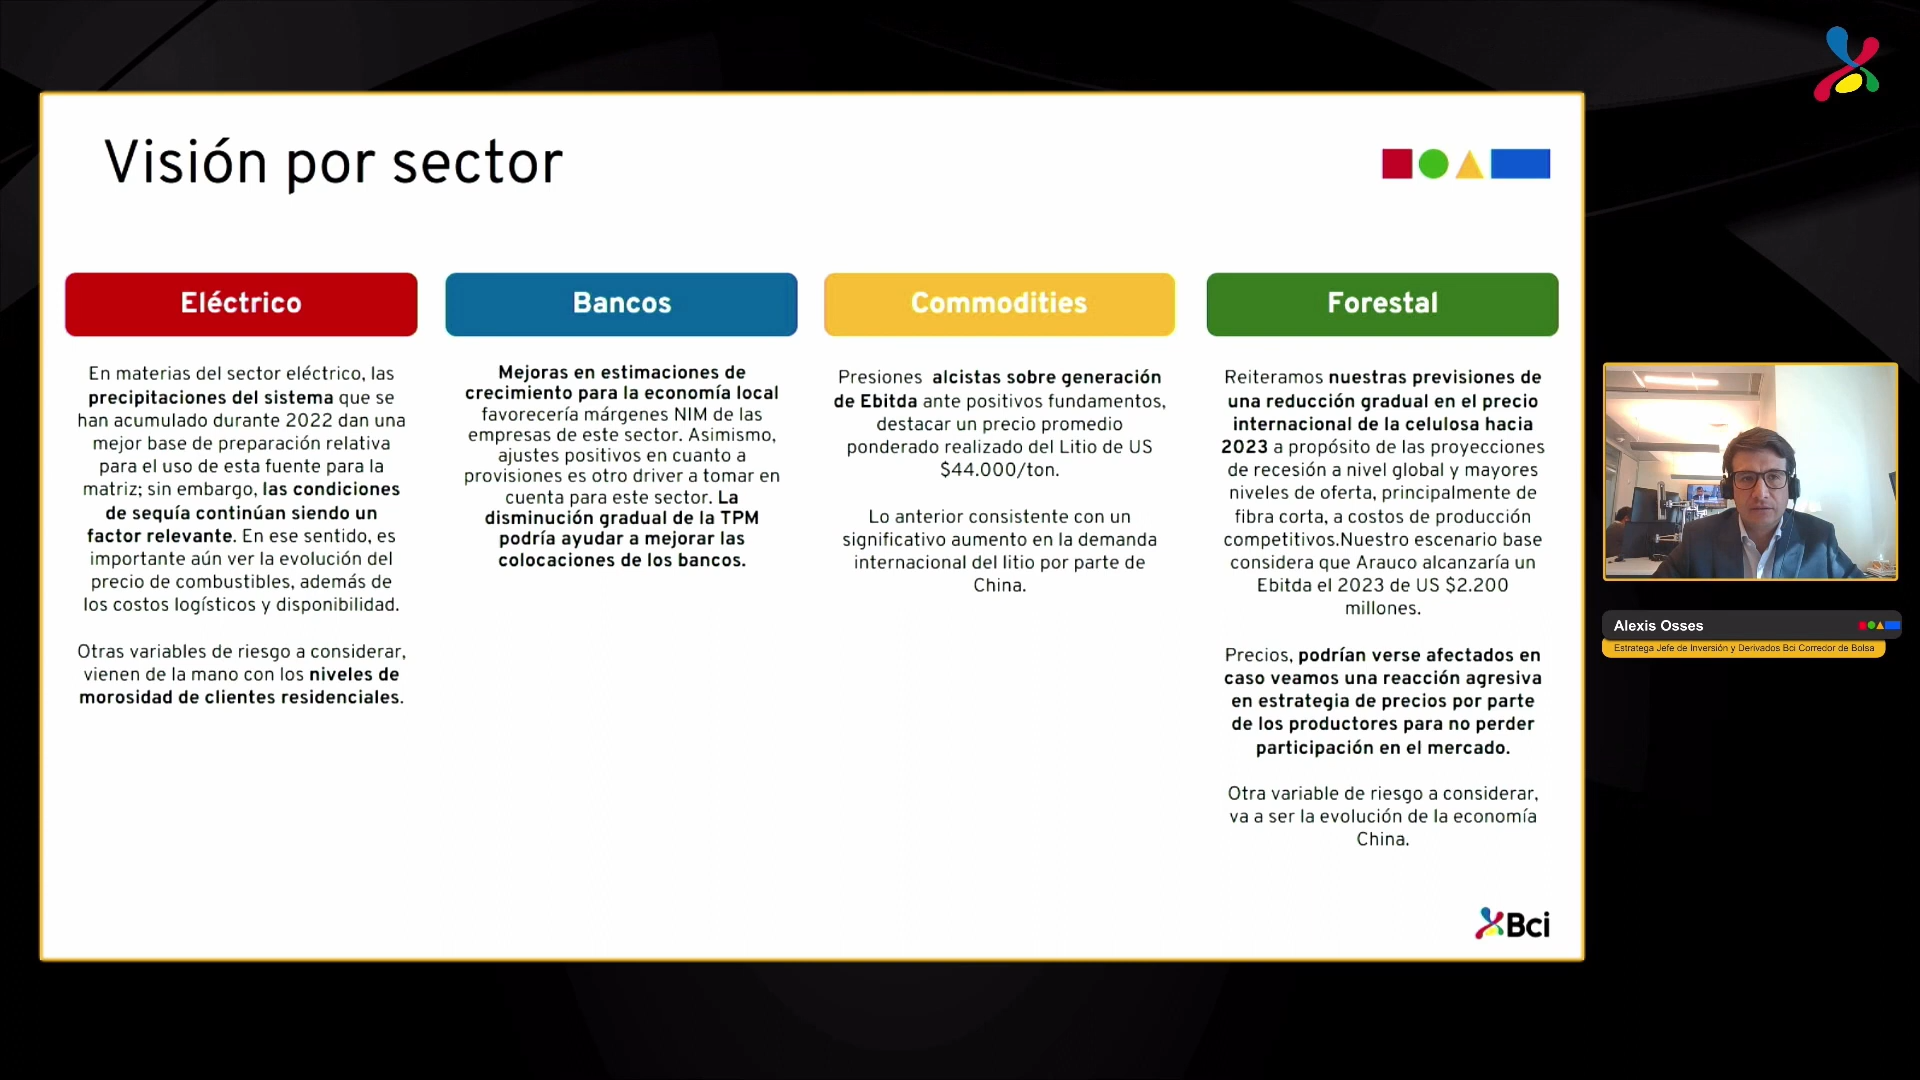 Visión por sector
Eléctrico
En materias del sector eléctrico, las
precipitaciones del sistema que se
han acumulado durante 2022 dan una
mejor base de preparación relativa
para el uso de esta fuente para la
matriz; sin embargo, las condiciones
de sequía continúan siendo un
factor relevante. En ese sentido, es
importante aún ver la evolución del
precio de combustibles, además de
los costos logísticos y disponibilidad.
Otras variables de riesgo a considerar,
vienen de la mano con los niveles de
morosidad de clientes residenciales.
Bancos
Mejoras en estimaciones de
crecimiento para la economía local
favorecería márgenes NIM de las
empresas de este sector. Asimismo,
ajustes positivos en cuanto a
provisiones es otro driver a tomar en
cuenta para este sector. La
disminución gradual de la TPM
podría ayudar a mejorar las
colocaciones de los bancos.
Commodities
Presiones alcistas sobre generación
de Ebitda ante positivos fundamentos,
destacar un precio promedio
ponderado realizado del Litio de US
$44.000/ton.
Lo anterior consistente con un
significativo aumento en la demanda
internacional del litio por parte de
China.
Forestal
Reiteramos nuestras previsiones de
una reducción gradual en el precio
internacional de la celulosa hacia
2023 a propósito de las proyecciones
de recesión a nivel global y mayores
niveles de oferta, principalmente de
fibra corta, a costos de producción
competitivos.Nuestro escenario base
considera que Arauco alcanzaría un
Ebitda el 2023 de US $2.200
millones.
Precios, podrían verse afectados en
caso veamos una reacción agresiva
en estrategia de precios por parte
de los productores para no perder
participación en el mercado.
Otra variable de riesgo a considerar,
va a ser la evolución de la economía
China.
Bci
Alexis Osses
Estratega Jefe de Inversión y Derivados Bci Corredor de Bolsa